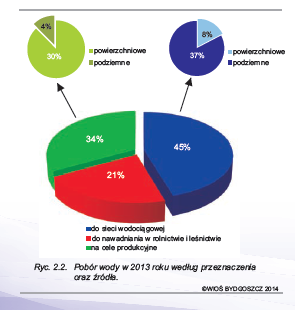 4%
30%
powierzchniowe
podziemne
8%
37%
powierzchniowe
podziemne
34%
45%
21%
do sieci wodociągowej
do nawadniania w rolnictwie i leśnictwie
na cele produkcyjne
Ryc. 2.2. Pobór wody w 2013 roku według przeznaczenia
oraz źródła.
©WIOŚ BYDGOSZCZ 2014